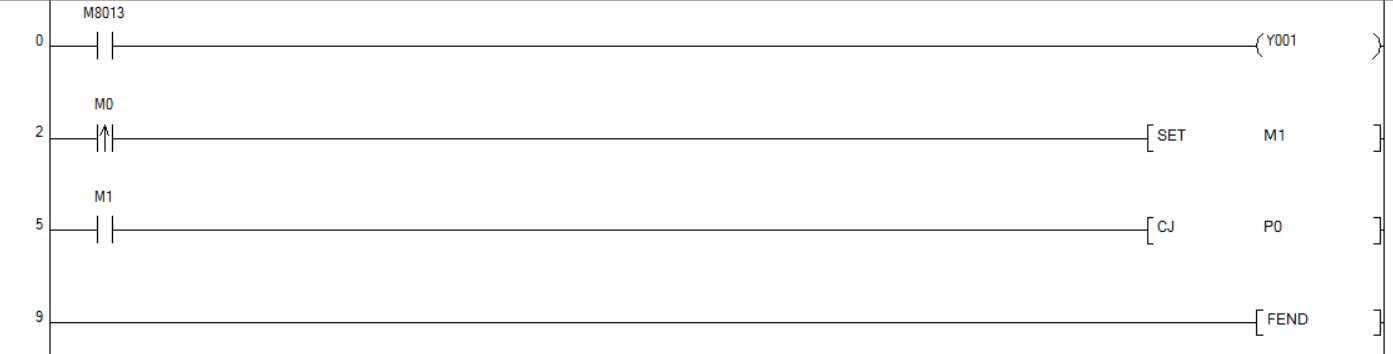 M8013
0 Y001
M0
2 SET M1
M1
5 CJ P0
9 FEND